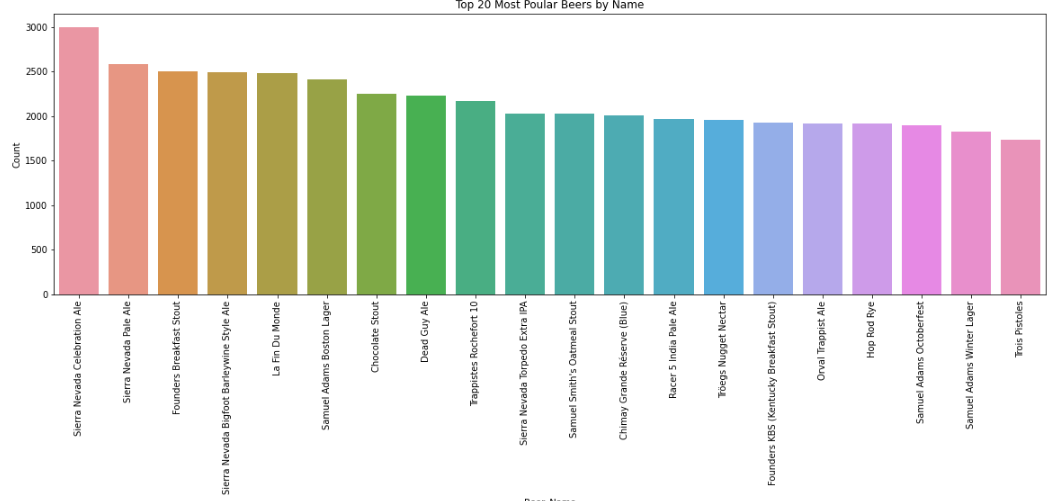 Top 20 Most Poular Beers by Name
3000
2500
2000
1500
1000
500
0
Count
Sierra Nevada Celebration Ale
Sierra Nevada Pale Ale
Founders Breakfast Stout
Sierra Nevada Bigfoot Barleywine Style Ale
La Fin Du Monde
Samuel Adams Boston Lager
Chocolate Stout
Dead Guy Ale
Trappistes Rochefort 10
Sierra Nevada Torpedo Extra IPA
Samuel Smith's Oatmeal Stout
Chimay Grande Réserve (Blue)
Racer 5 India Pale Ale
Tröegs Nugget Nectar
Founders KBS (Kentucky Breakfast Stout)
Orval Trappist Ale
Hop Rod Rye
Samuel Adams Octoberfest
Samuel Adams Winter Lager
Trois Pistoles